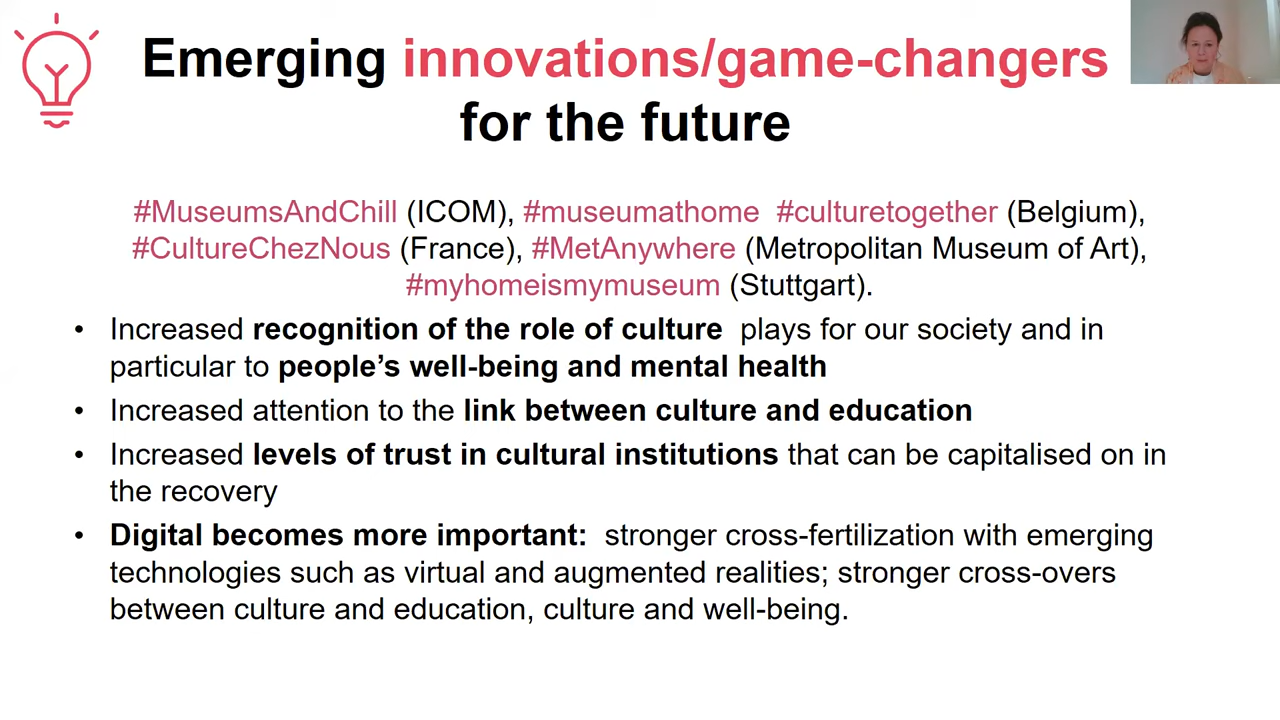 Emerging innovations/game-changers
for the future
#MuseumsAndChill (ICOM), #museumathome  #culturetogether (Belgium),
#CultureChezNous (France), #MetAnywhere (Metropolitan Museum of Art),
#myhomeismymuseum (Stuttgart).
• Increased recognition of the role of culture  plays for our society and in
particular to people’s well-being and mental health
• Increased attention to the link between culture and education
• Increased levels of trust in cultural institutions that can be capitalised on in
the recovery
• Digital becomes more important:  stronger cross-fertilization with emerging
technologies such as virtual and augmented realities; stronger cross-overs
between culture and education, culture and well-being.